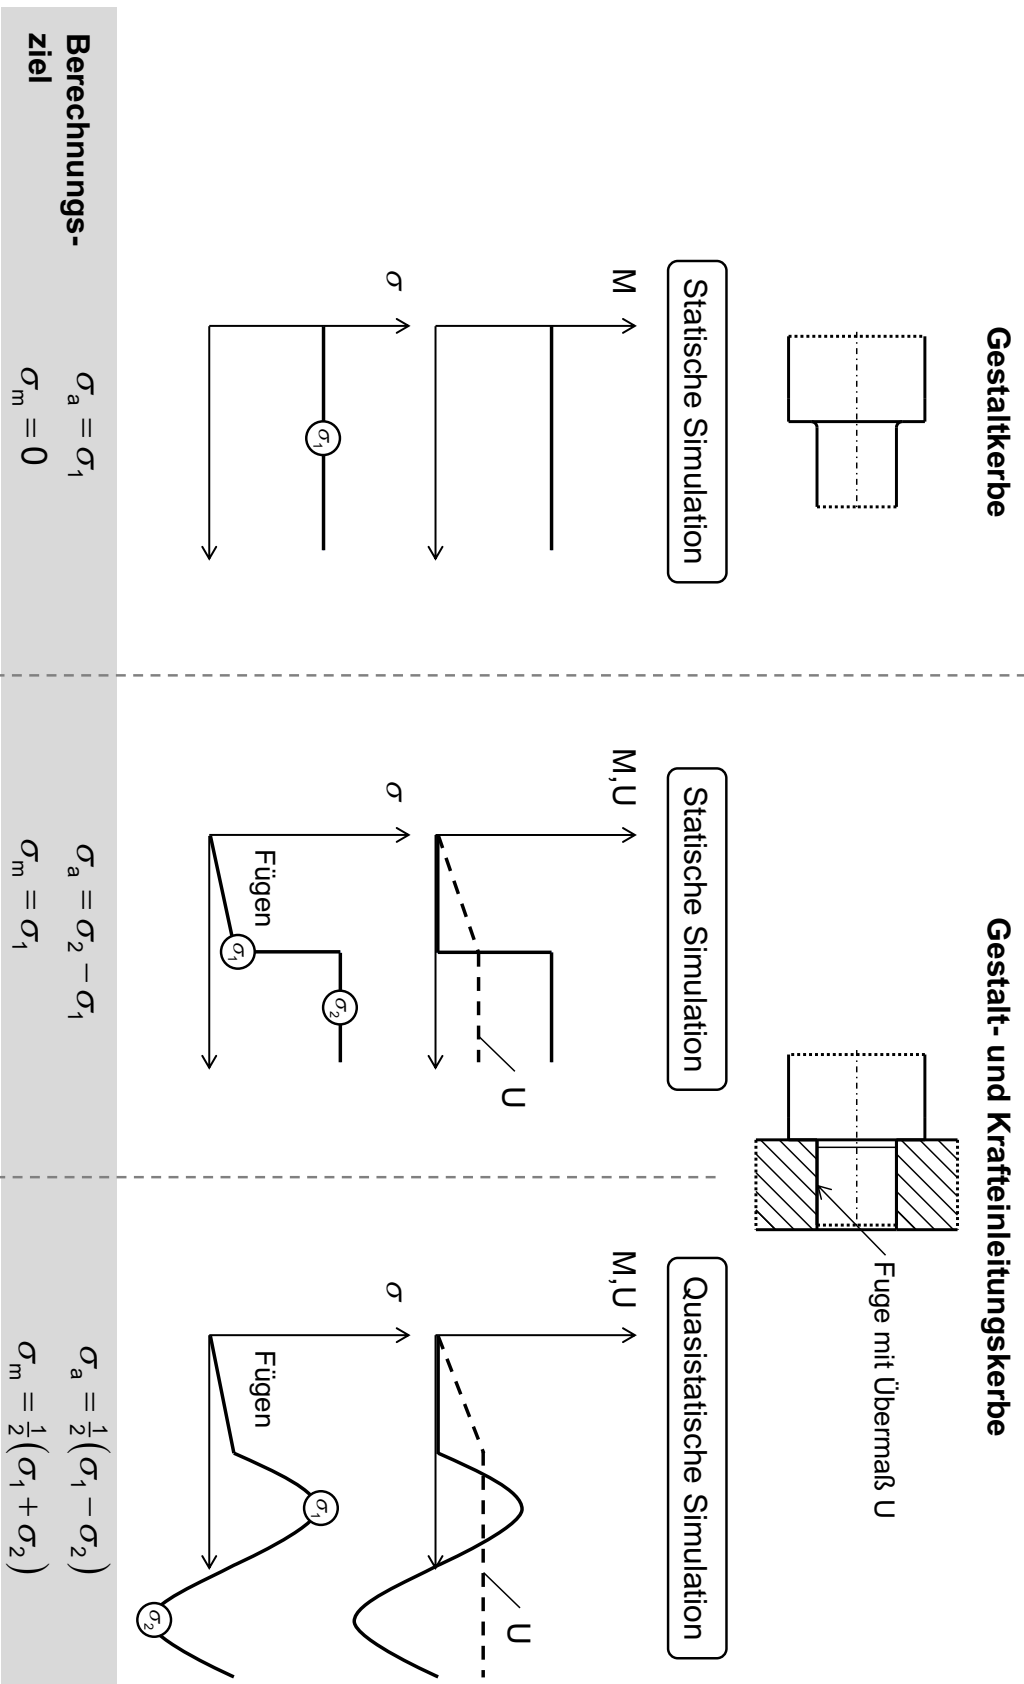 Gestaltkerbe
Gestalt- und Krafteinleitungskerbe
Fuge mit Übermaß U
Statische Simulation
Statische Simulation
Quasistatische Simulation
M
M,U
M,U
U
U
σ
σ
σ
σ₁
Fügen
σ₁
σ₂
Fügen
σ₁
σ₂
Berechnungs-
ziel
σₐ = σ₁
σₘ = 0
σₐ = σ₂ − σ₁
σₘ = σ₁
σₐ = ½(σ₁ − σ₂)
σₘ = ½(σ₁ + σ₂)